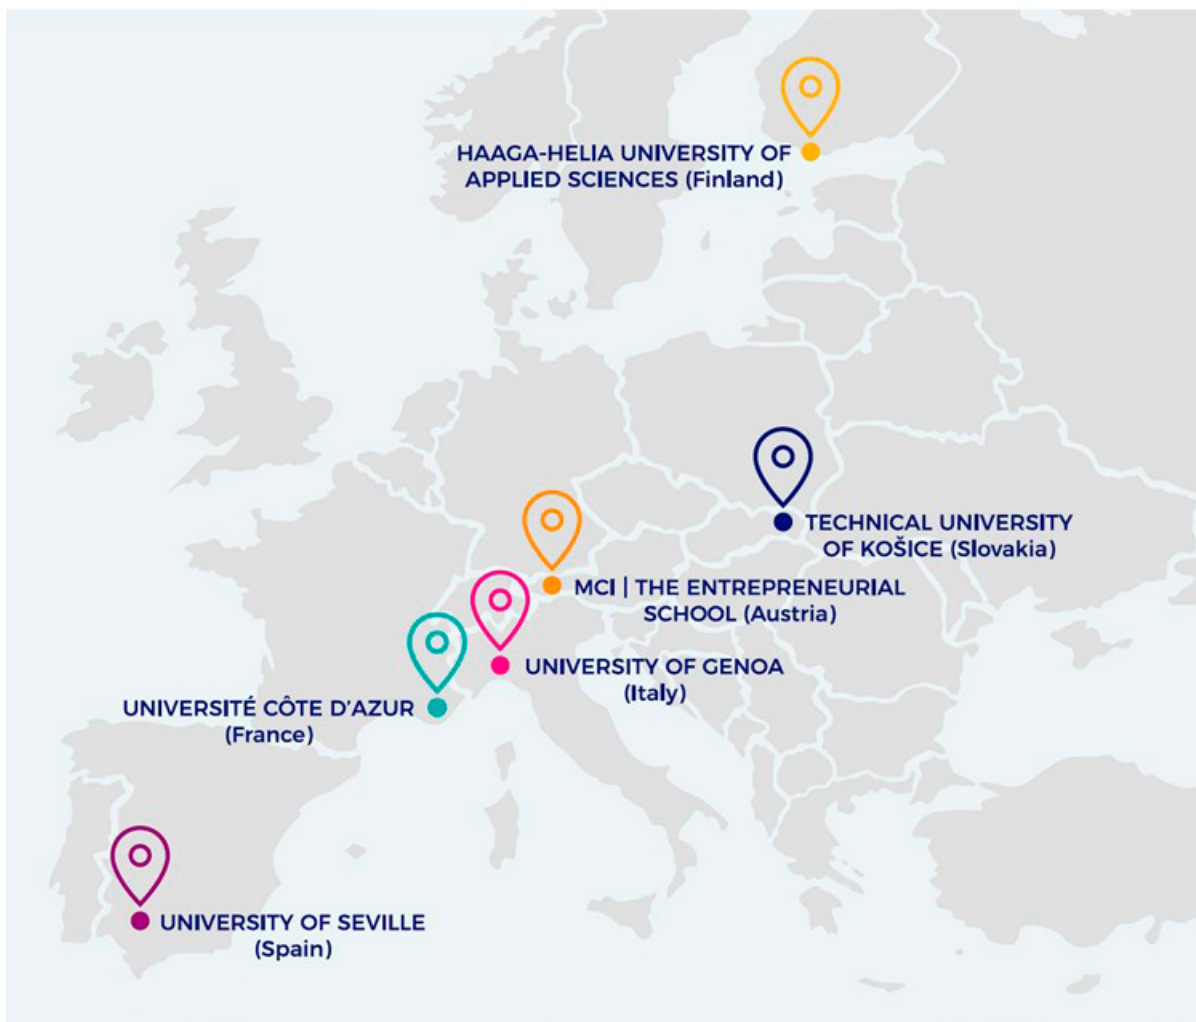 HAAGA-HELIA UNIVERSITY OF
APPLIED SCIENCES (Finland)
TECHNICAL UNIVERSITY
OF KOŠICE (Slovakia)
MCI | THE ENTREPRENEURIAL
SCHOOL (Austria)
UNIVERSITY OF GENOA
(Italy)
UNIVERSITÉ CÔTE D'AZUR
(France)
UNIVERSITY OF SEVILLE
(Spain)